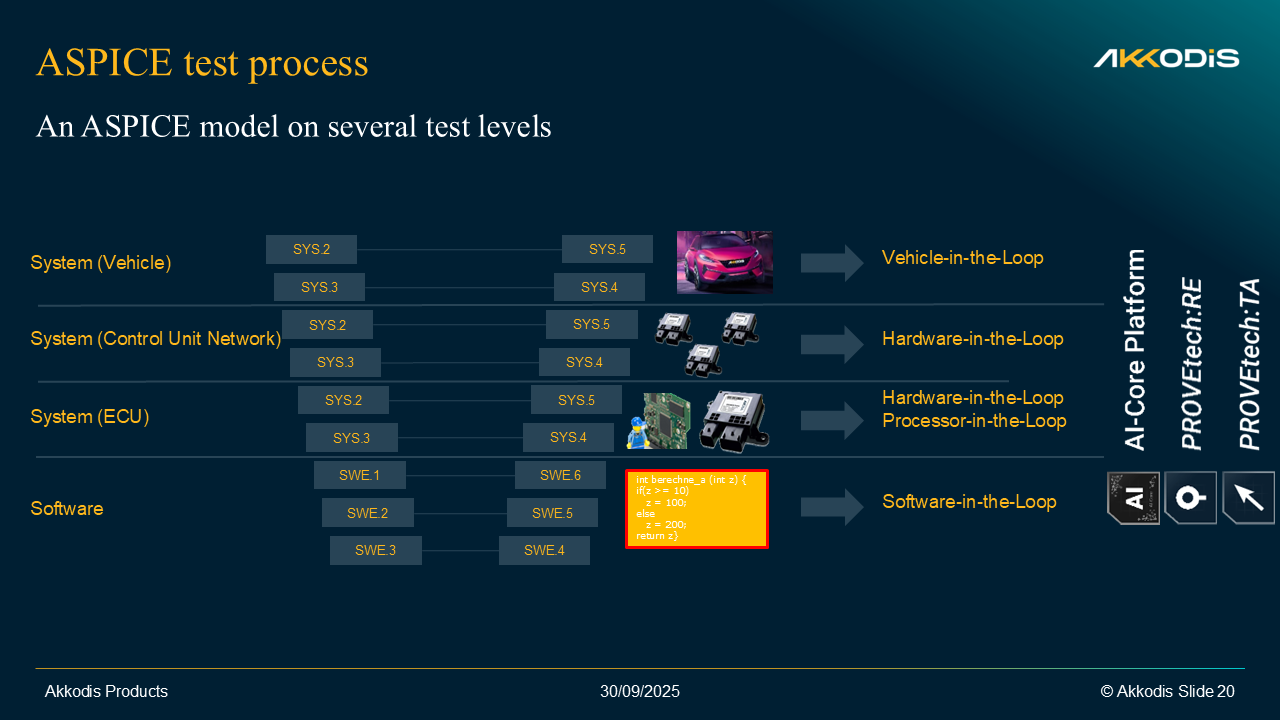 ASPICE test process
AKKODiS
An ASPICE model on several test levels
System (Vehicle)
SYS.2
SYS.5
SYS.3
SYS.4
Vehicle-in-the-Loop
System (Control Unit Network)
SYS.2
SYS.5
SYS.3
SYS.4
Hardware-in-the-Loop
System (ECU)
SYS.2
SYS.5
SYS.3
SYS.4
Hardware-in-the-Loop
Processor-in-the-Loop
Software
SWE.1
SWE.6
SWE.2
SWE.5
SWE.3
SWE.4
int berechne_a (int z) {
if(z >= 10)
z = 100;
else
z = 200;
return z}
Software-in-the-Loop
AI-Core Platform
PROVEtech:RE
PROVEtech:TA
AI
Akkodis Products
30/09/2025
© Akkodis Slide 20